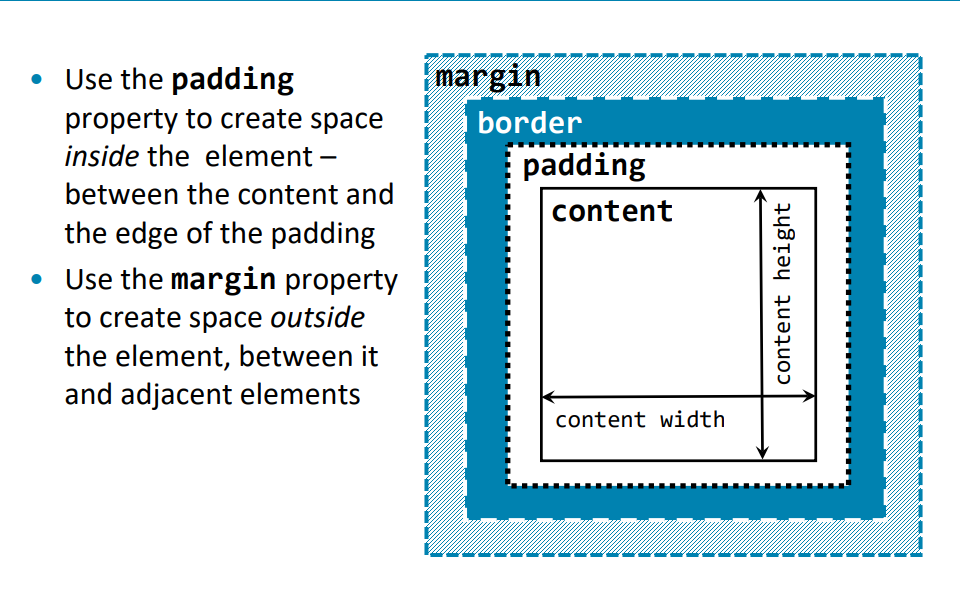 • Use the padding
property to create space
inside the element –
between the content and
the edge of the padding
• Use the margin property
to create space outside
the element, between it
and adjacent elements
margin
border
padding
content
content height
content width